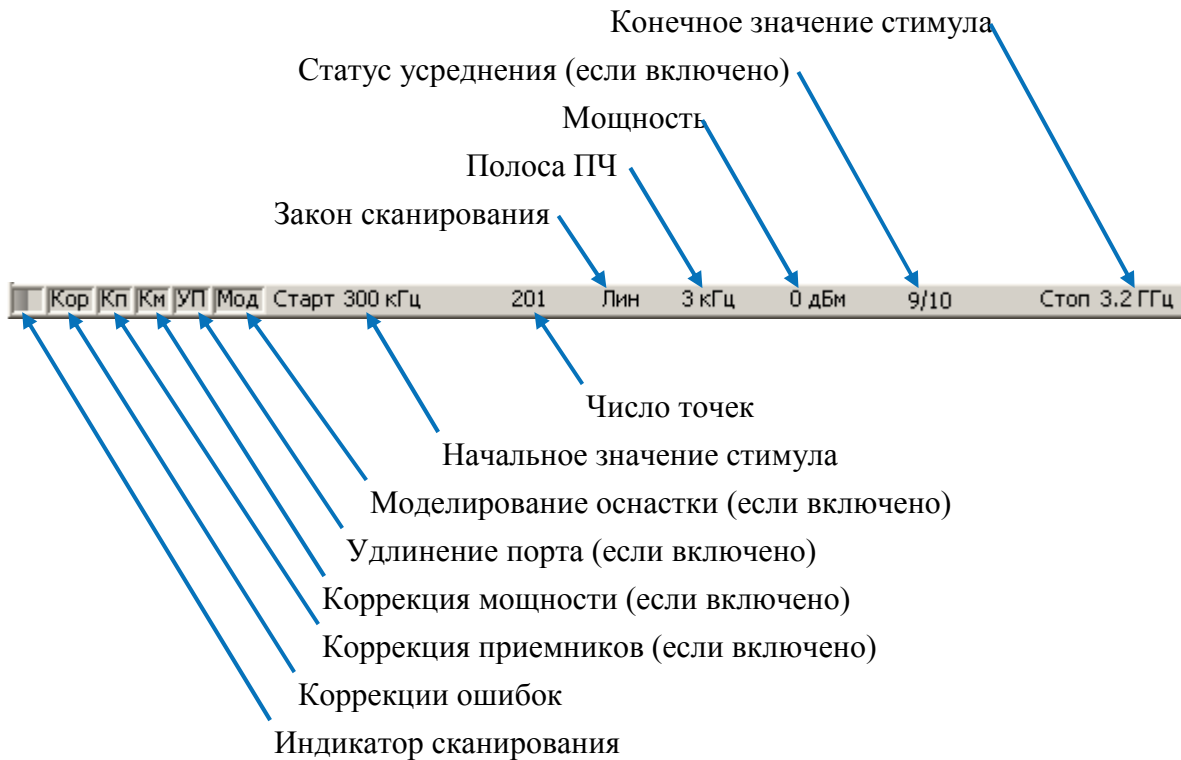 Конечное значение стимула
Статус усреднения (если включено)
Мощность
Полоса ПЧ
Закон сканирования
Кор Кп Км УП Мод Старт 300 кГц 201 Лин 3 кГц 0 дБм 9/10 Стоп 3.2 ГГц
Число точек
Начальное значение стимула
Моделирование оснастки (если включено)
Удлинение порта (если включено)
Коррекция мощности (если включено)
Коррекция приемников (если включено)
Коррекции ошибок
Индикатор сканирования